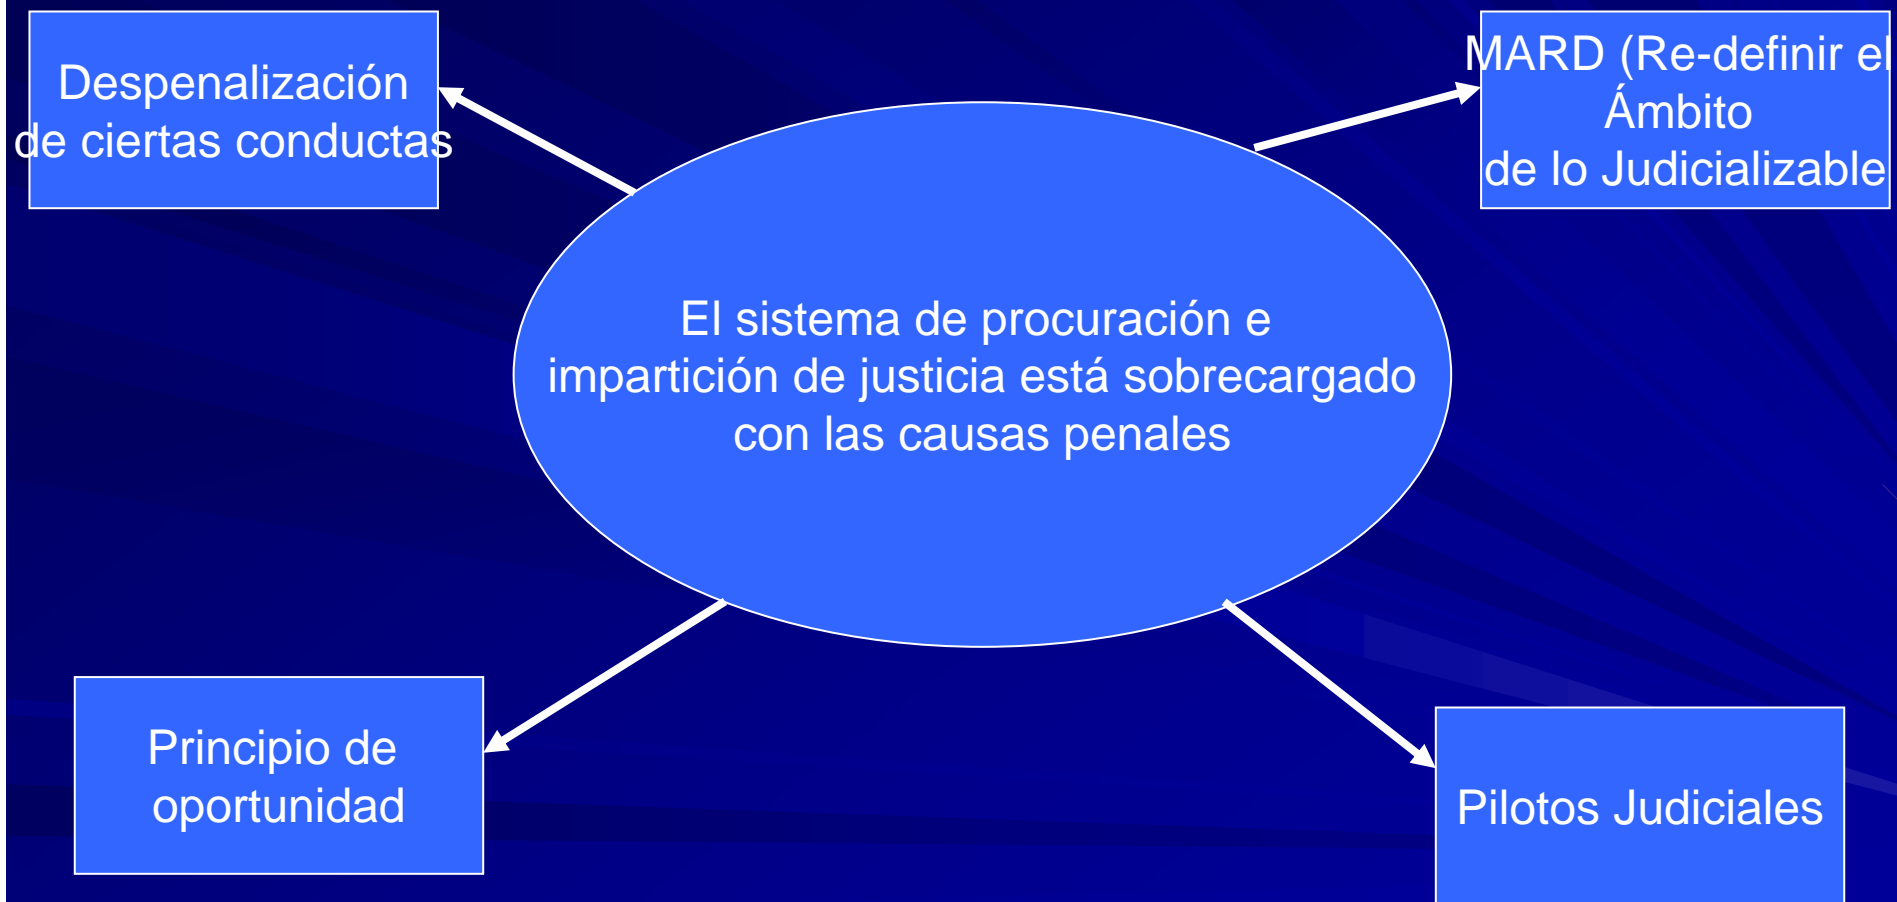 Despenalización
de ciertas conductas
MARD (Re-definir el
Ámbito
de lo Judicializable
El sistema de procuración e
impartición de justicia está sobrecargado
con las causas penales
Principio de
oportunidad
Pilotos Judiciales